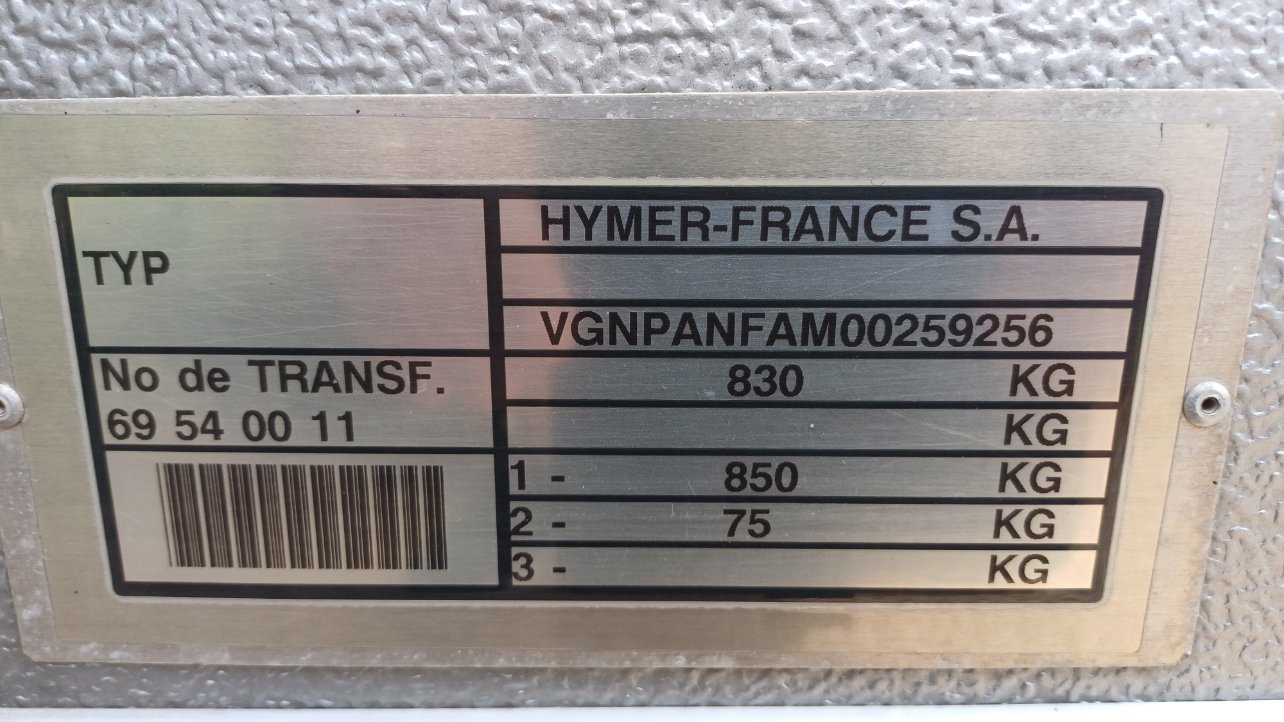 HYMER-FRANCE S.A.
TYP
VGNPANFAM00259256
No de TRANSF.
69 54 00 11
830 KG
KG
1 - 850 KG
2 - 75 KG
3 - KG